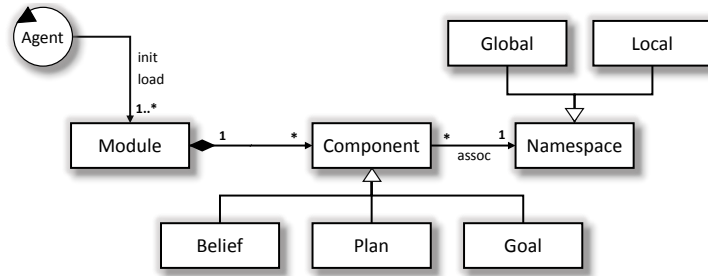 Agent
Global
Local
init
load
1..*
Module
1
*
Component
*
1
assoc
Namespace
Belief
Plan
Goal